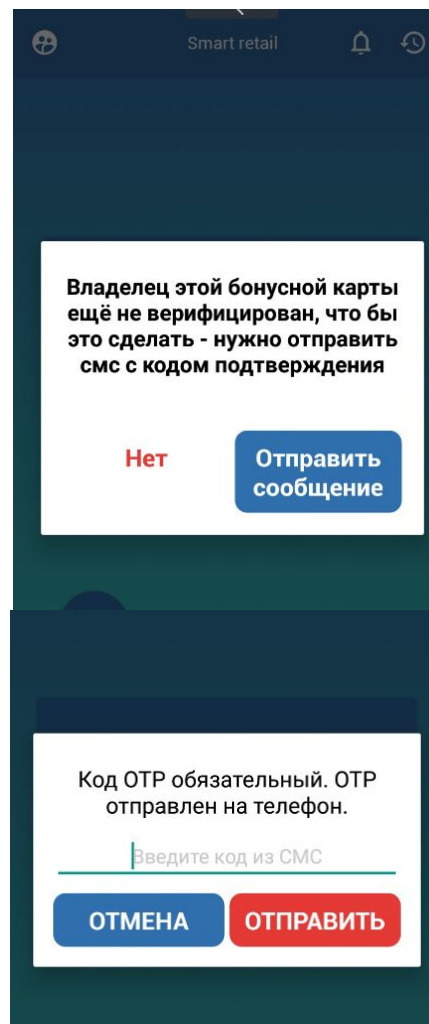 Smart retail
Владелец этой бонусной карты
ещё не верифицирован, что бы
это сделать - нужно отправить
смс с кодом подтверждения
Нет
Отправить
сообщение
Код OTP обязательный. OTP
отправлен на телефон.
Введите код из СМС
ОТМЕНА
ОТПРАВИТЬ